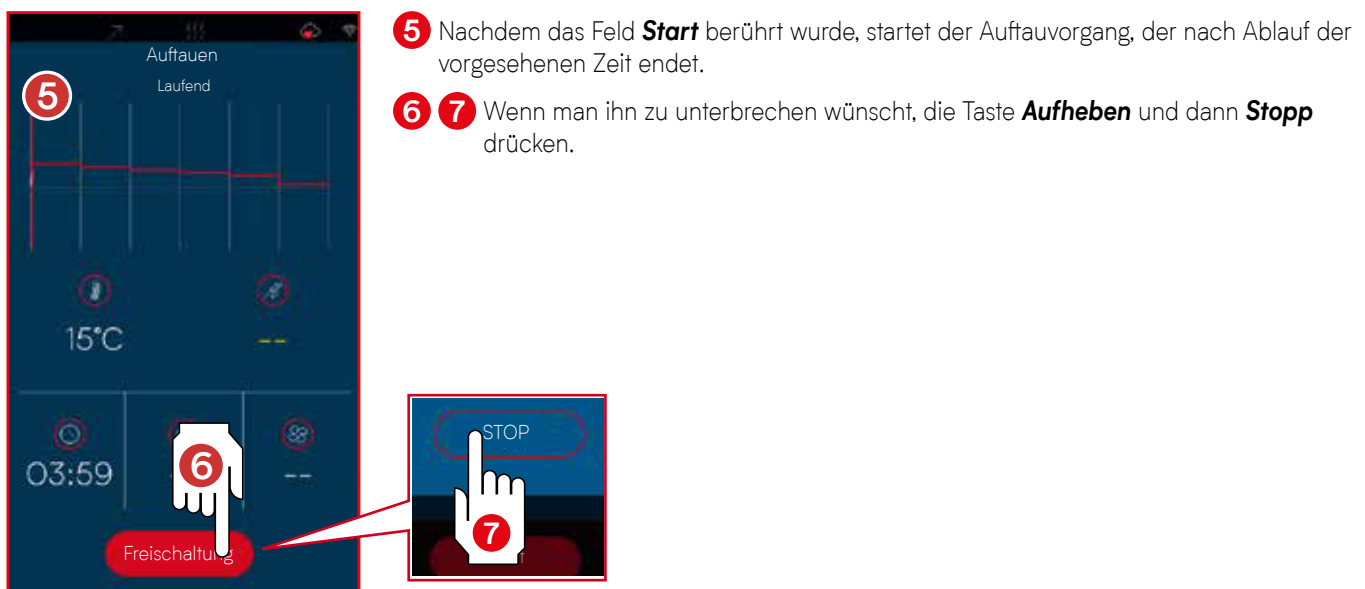 Auftauen
Laufend
5
15°C
--
03:59
6
--
Freischaltung
STOP
7
5 Nachdem das Feld Start berührt wurde, startet der Auftauvorgang, der nach Ablauf der
vorgesehenen Zeit endet.
6 7 Wenn man ihn zu unterbrechen wünscht, die Taste Aufheben und dann Stopp
drücken.